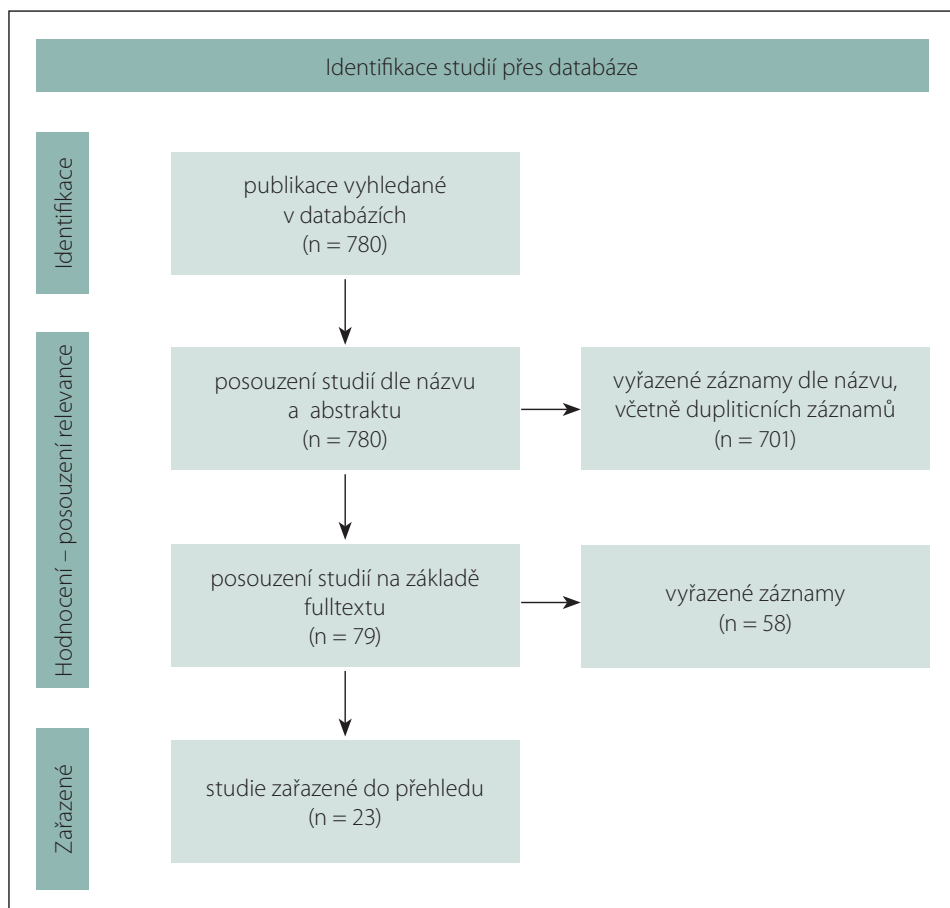 Identifikace studií přes databáze
Identifikace
publikace vyhledané
v databázích
(n = 780)
Hodnocení – posouzení relevance
posouzení studií dle názvu
a abstraktu
(n = 780)
vyřazené záznamy dle názvu,
včetně dupliticních záznamů
(n = 701)
posouzení studií na základě
fulltextu
(n = 79)
vyřazené záznamy
(n = 58)
Zařazené
studie zařazené do přehledu
(n = 23)